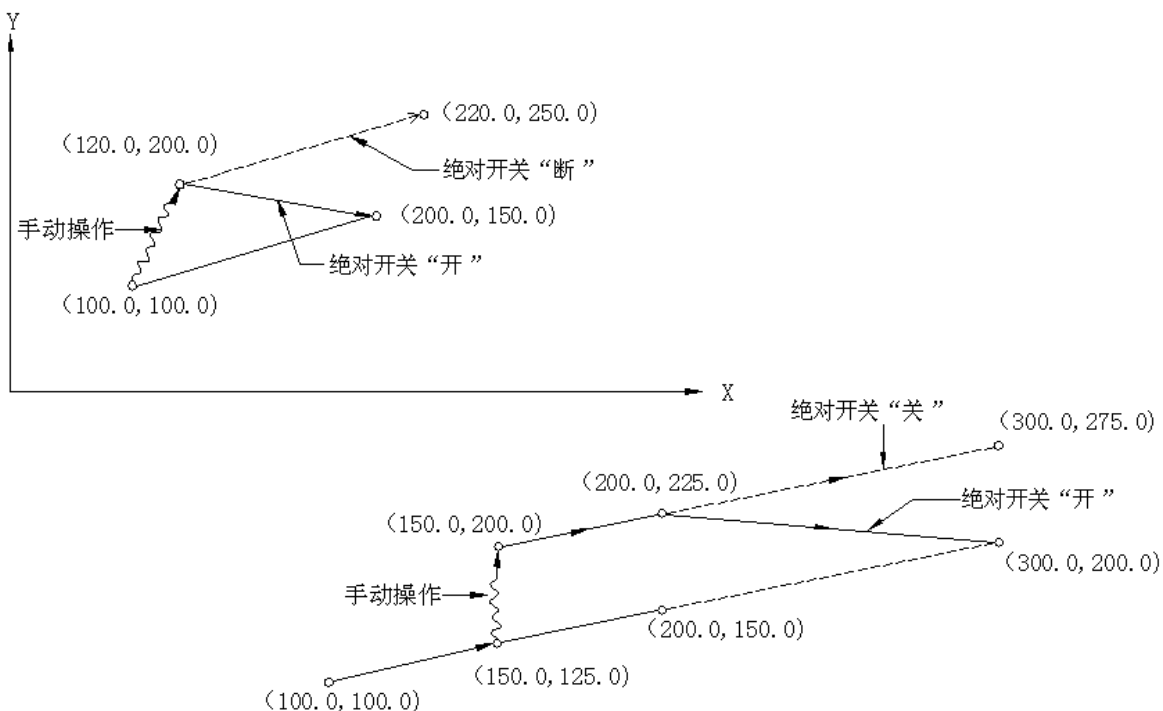 Y
(220.0,250.0)
(120.0,200.0)
绝对开关“断”
(200.0,150.0)
手动操作
绝对开关“开”
(100.0,100.0)
X
绝对开关“关”
(300.0,275.0)
(200.0,225.0)
绝对开关“开”
(150.0,200.0)
(300.0,200.0)
手动操作
(200.0,150.0)
(150.0,125.0)
(100.0,100.0)